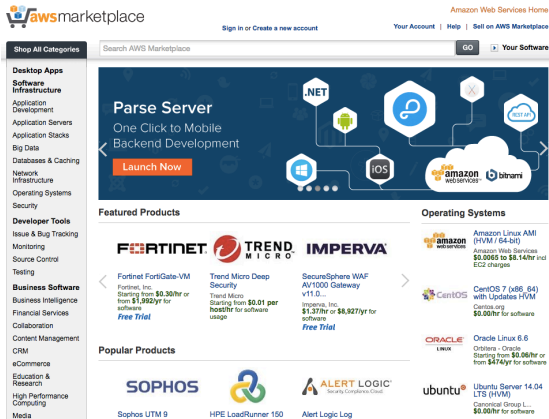 awsmarketplace
Amazon Web Services Home
Sign in or Create a new account
Your Account | Help | Sell on AWS Marketplace
Shop All Categories
Search AWS Marketplace
GO
Your Software
Desktop Apps
Software
Infrastructure
Application
Development
Application Servers
Application Stacks
Big Data
Databases & Caching
Network
Infrastructure
Operating Systems
Security
Developer Tools
Issue & Bug Tracking
Monitoring
Source Control
Testing
Business Software
Business Intelligence
Financial Services
Collaboration
Content Management
CRM
eCommerce
Education &
Research
High Performance
Computing
Media
Parse Server
One Click to Mobile
Backend Development
Launch Now
.NET
X
REST API
iOS
amazon
web services
bitnami
Featured Products
FORTINET
Fortinet FortiGate-VM
Fortinet, Inc.
Starting from $0.30/hr or
from $1,992/yr for
software
Free Trial
TREND
MICRO
Trend Micro Deep
Security
Trend Micro
Starting from $0.01 per
host/hr for software
usage
IMPERVA
SecureSphere WAF
AV1000 Gateway
v11.0...
Imperva, Inc.
$1.37/hr or $8,927/yr for
software
Free Trial
Popular Products
SOPHOS
Sophos UTM 9
HPE LoadRunner 150
ALERT LOGIC
Security. Compliance. Cloud.
Alert Logic Log
Operating Systems
amazon
web services
Amazon Linux AMI
(HVM / 64-bit)
Amazon Web Services
$0.0065 to $8.14/hr incl
EC2 charges
CentOS
CentOS 7 (x86_64)
with Updates HVM
Centos.org
$0.00/hr for software
ORACLE
LINUX
Oracle Linux 6.6
Orbitera - Oracle
Starting from $0.06/hr or
from $474/yr for software
ubuntu
Ubuntu Server 14.04
LTS (HVM)
Canonical Group L...
$0.00/hr for software